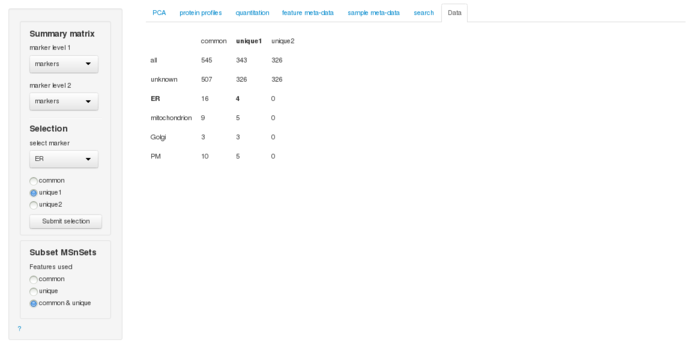 Summary matrix
marker level 1
markers
marker level 2
markers
Selection
select marker
ER
common
unique1
unique2
Submit selection
Subset MSnSets
Features used
common
unique
common & unique
?
PCA protein profiles quantitation feature meta-data sample meta-data search Data
common unique1 unique2
all 545 343 326
unknown 507 326 326
ER 16 4 0
mitochondrion 9 5 0
Golgi 3 3 0
PM 10 5 0